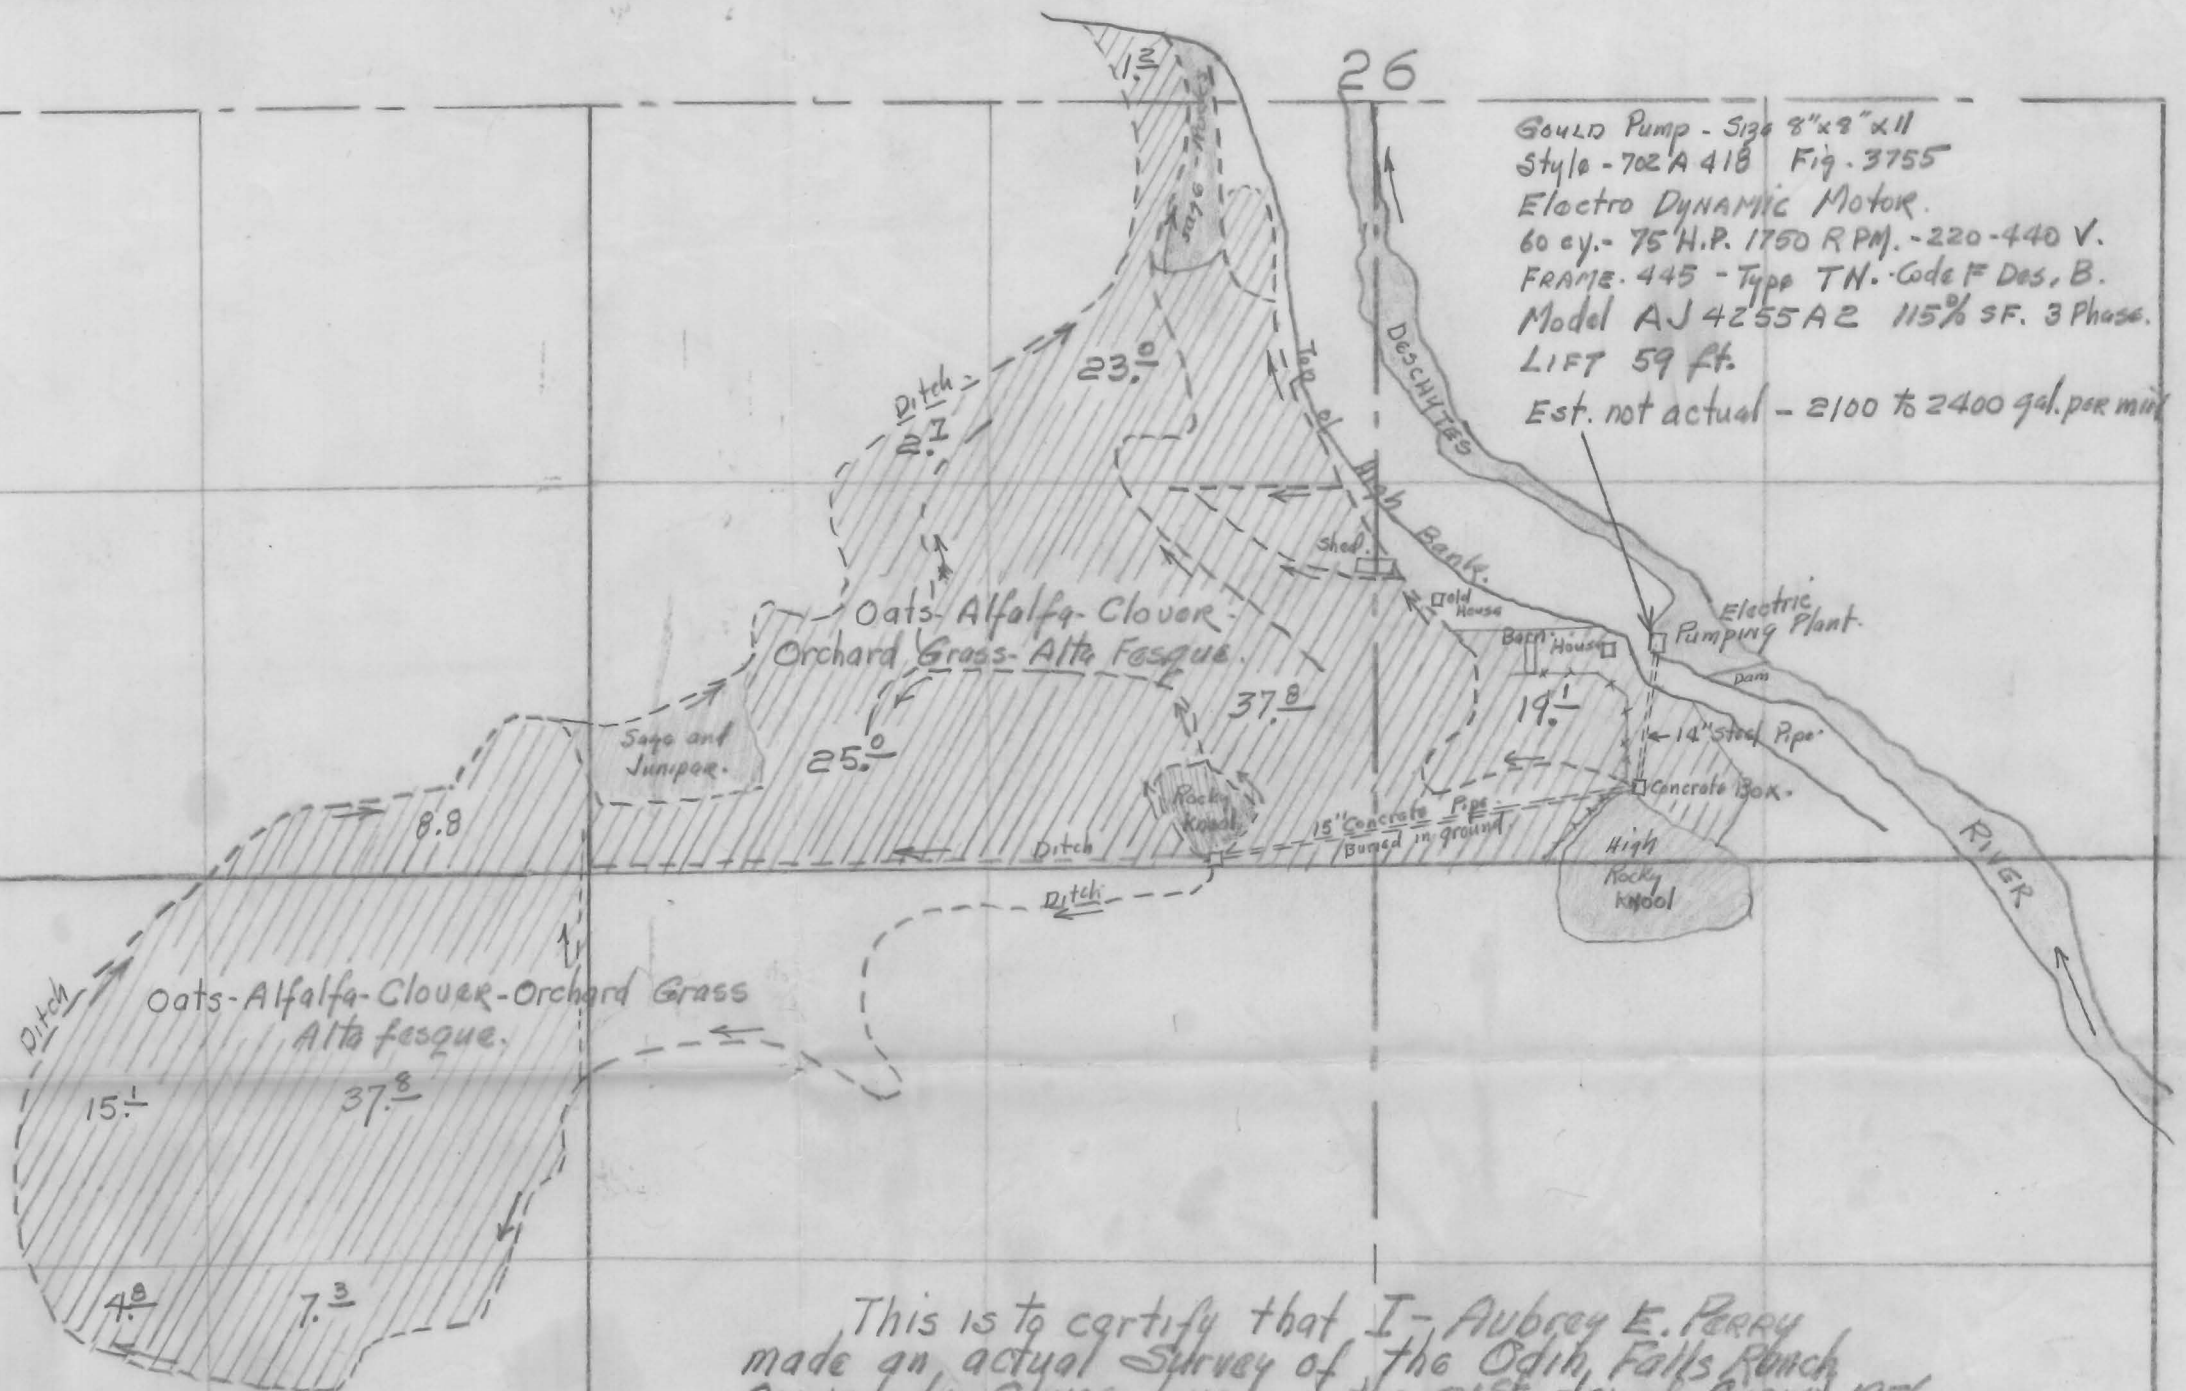 26
1.2
Sage - Rocks
GOULD Pump - Size 8"x8"x11
Style - 702 A 418 Fig. 3755
Electro DYNAMIC Motor.
60 cy. - 75 H.P. 1750 RPM. - 220-440 V.
FRAME. 445 - Type TN. - Code F Des. B.
Model AJ 4255 A2 115% SF. 3 Phase.
LIFT 59 ft.
Est. not actual - 2100 to 2400 gal. per min
DESCHUTES
Top of High Bank.
23.0
Ditch
2.7
Shed.
Old
House
Electric
Pumping Plant.
Barn. House
Dam
Oats - Alfalfa - Clover -
Orchard Grass - Alta Fesque.
37.8
19.1
14" Steel Pipe
Sage and
Juniper.
25.0
Rocky
Knool
Concrete Box.
15" Concrete Pipe
Buried in ground.
8.8
Ditch
High
Rocky
Knool
RIVER
Ditch
Ditch
Oats - Alfalfa - Clover - Orchard Grass
Alta fesque.
15.1
37.8
4.8
7.3
This is to certify that I - Aubrey E. PERRY
made an actual Survey of the Odin Falls Ranch